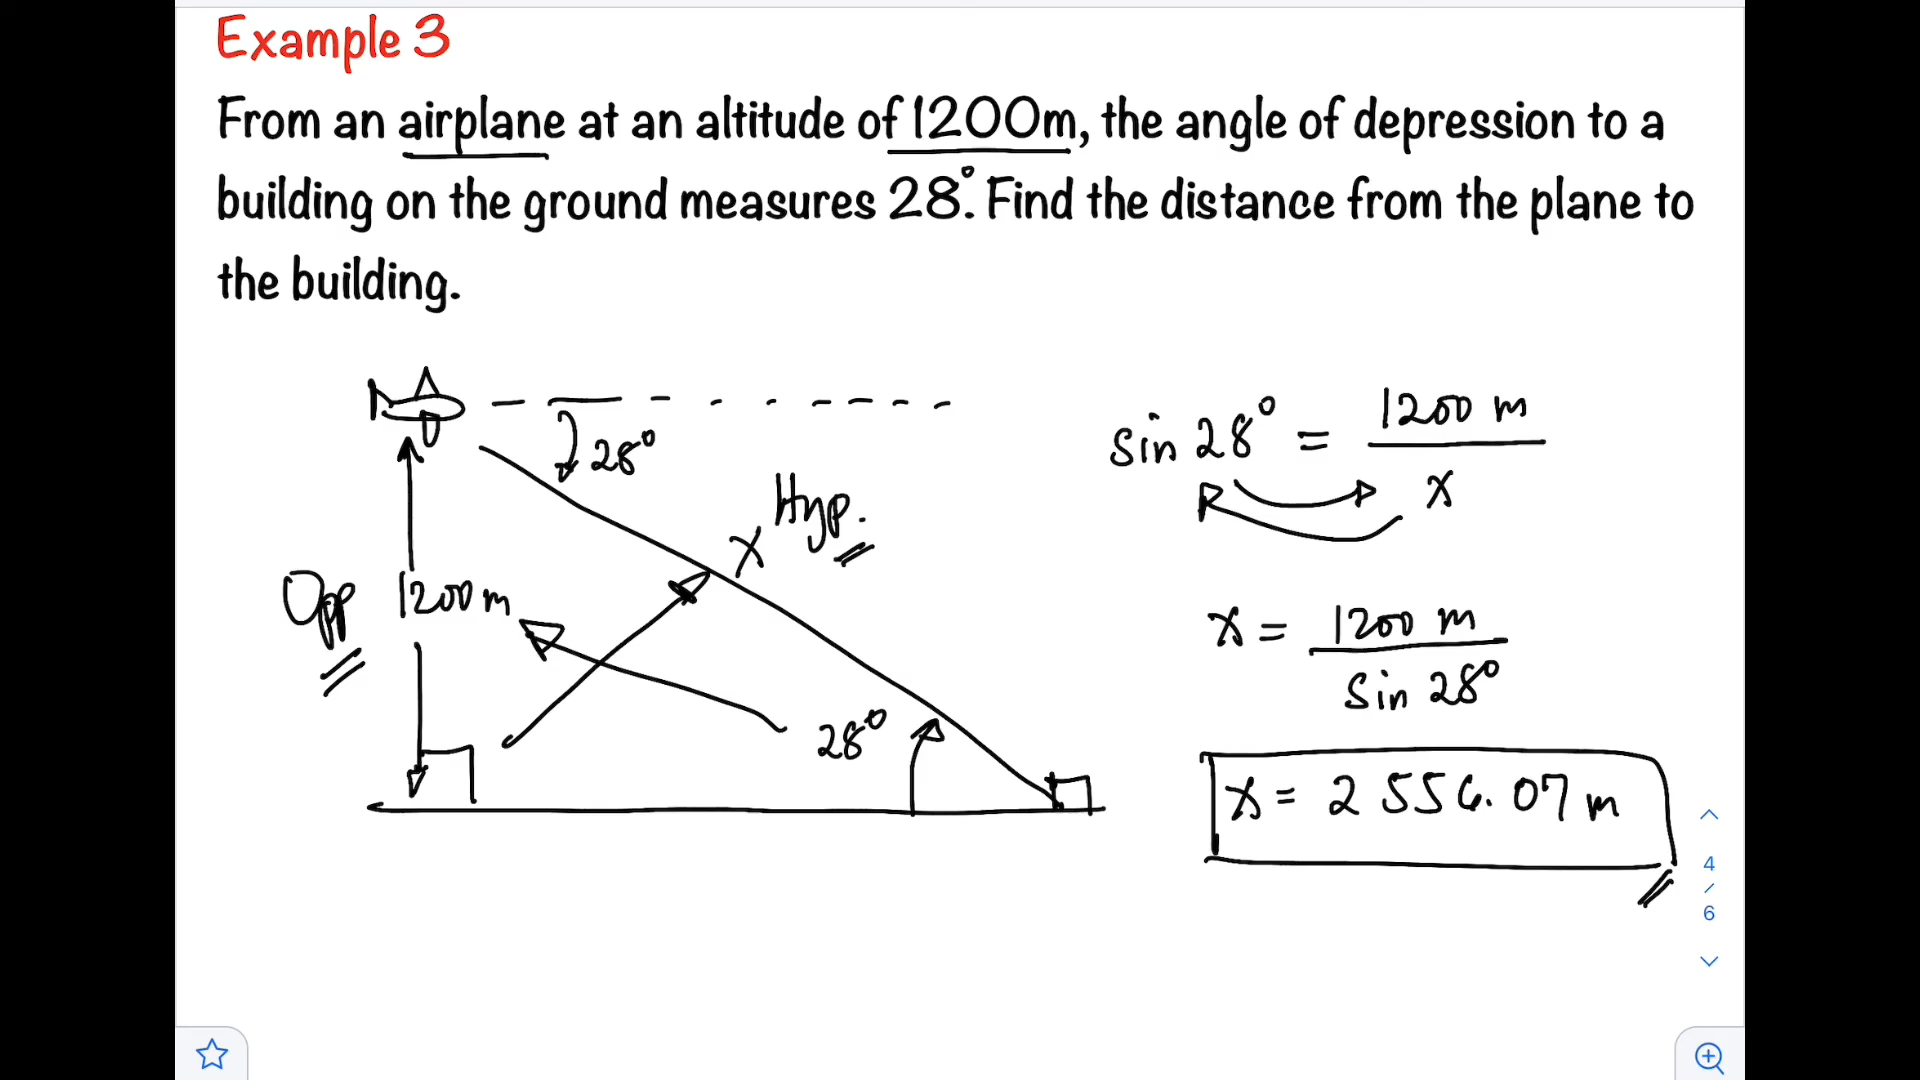 Example 3
From an airplane at an altitude of 1200m, the angle of depression to a
building on the ground measures 28°. Find the distance from the plane to
the building.
28°
Hyp.
x
Opp 1200 m
28°
sin 28° = 1200 m / x
x = 1200 m / sin 28°
x = 2 556.07 m
4
/
6